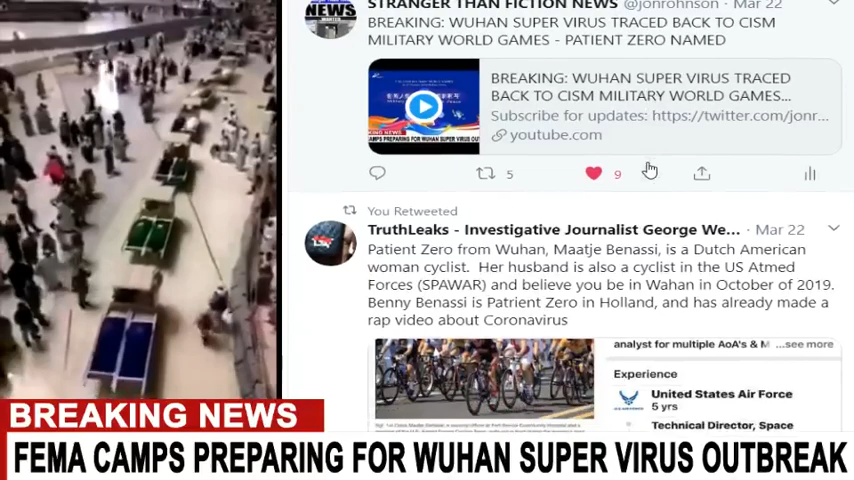 NEWS
STRANGER THAN FICTION NEWS @jonrohnson · Mar 22
BREAKING: WUHAN SUPER VIRUS TRACED BACK TO CISM
MILITARY WORLD GAMES - PATIENT ZERO NAMED
BREAKING: WUHAN SUPER VIRUS TRACED
BACK TO CISM MILITARY WORLD GAMES...
Subscribe for updates: https://twitter.com/jonr...
youtube.com
5
9
You Retweeted
TruthLeaks - Investigative Journalist George We... · Mar 22
Patient Zero from Wuhan, Maatje Benassi, is a Dutch American
woman cyclist. Her husband is also a cyclist in the US Atmed
Forces (SPAWAR) and believe you be in Wahan in October of 2019.
Benny Benassi is Patrient Zero in Holland, and has already made a
rap video about Coronavirus
analyst for multiple AoA's & M ...see more
Experience
United States Air Force
5 yrs
Technical Director, Space
BREAKING NEWS
FEMA CAMPS PREPARING FOR WUHAN SUPER VIRUS OUTBREAK